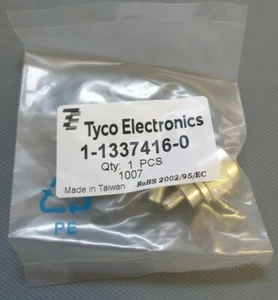 Tyco Electronics
1-1337416-0
Qty: 1 PCS
1007
Made in Taiwan
RoHS 2002/95/EC
PE